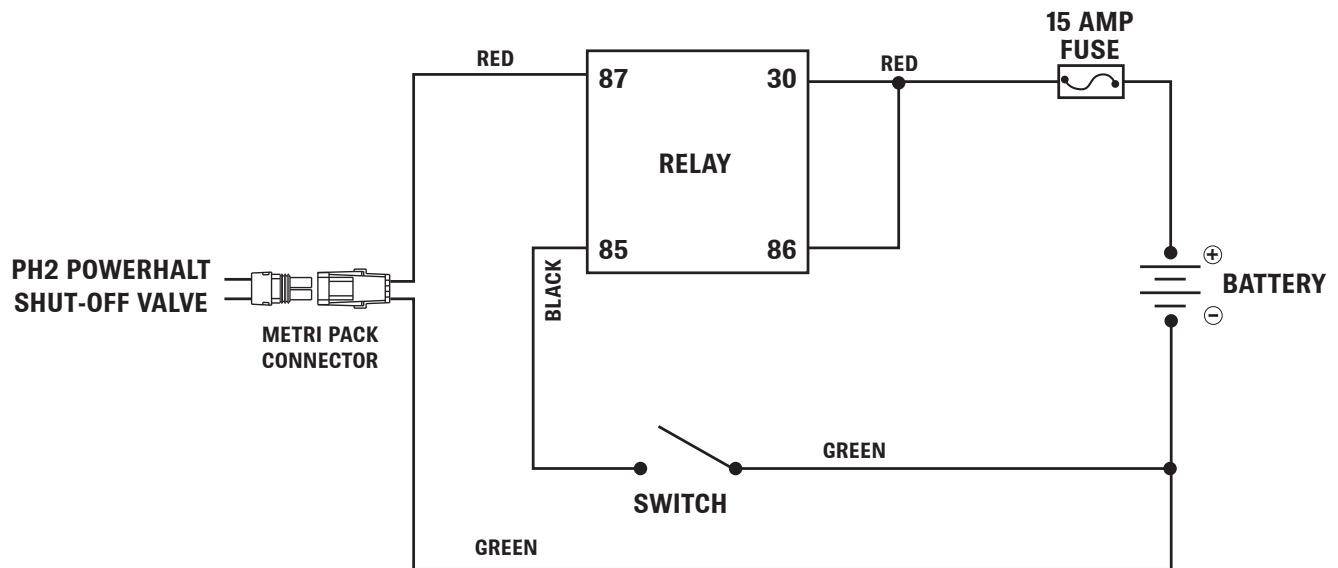 15 AMP
FUSE
RED
RED
87
30
RELAY
85
86
BLACK
PH2 POWERHALT
SHUT-OFF VALVE
METRI PACK
CONNECTOR
+
BATTERY
−
GREEN
SWITCH
GREEN